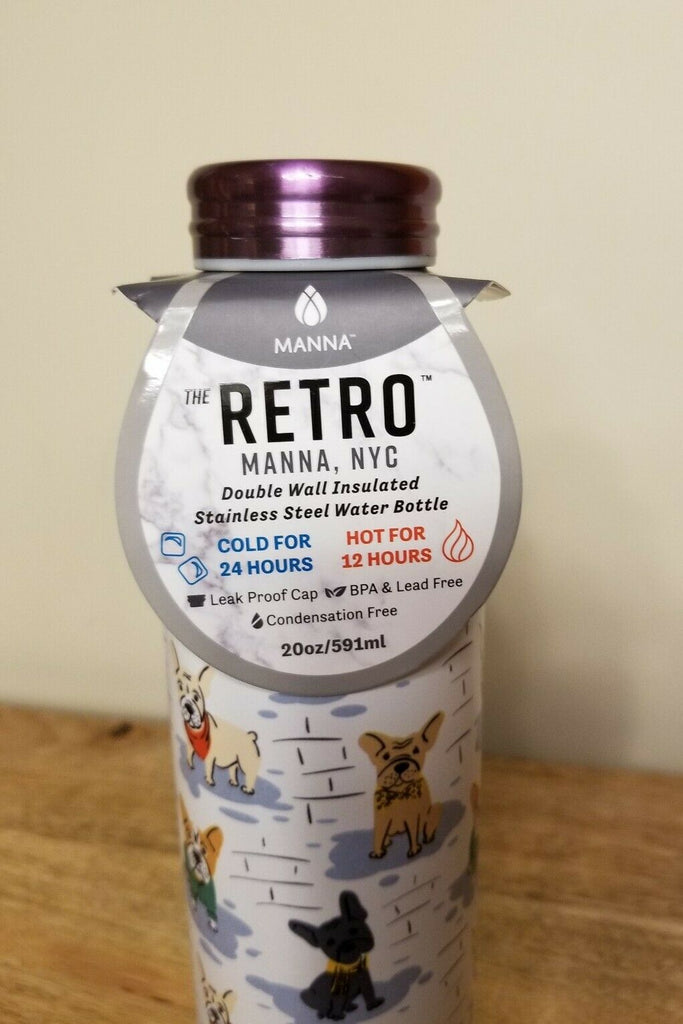 MANNA™
THE RETRO™
MANNA, NYC
Double Wall Insulated
Stainless Steel Water Bottle
COLD FOR
24 HOURS
HOT FOR
12 HOURS
Leak Proof Cap BPA & Lead Free
Condensation Free
20oz/591ml